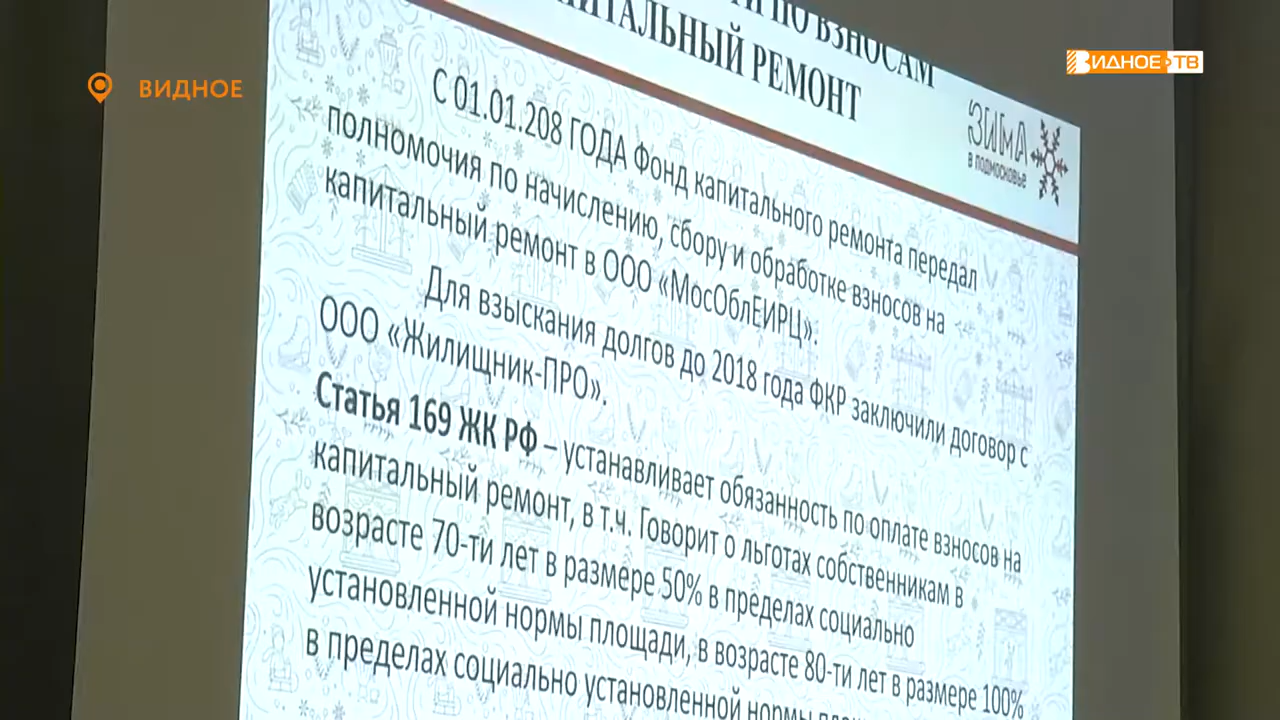 ВИДНОЕ
ВИДНОЕ ТВ
ПО ВЗНОСАМ
РЕМОНТ
ЗИМА
в Подмосковье
С 01.01.208 ГОДА Фонд капитального ремонта передал
полномочия по начислению, сбору и обработке взносов на
капитальный ремонт в ООО «МосОблЕИРЦ».
Для взыскания долгов до 2018 года ФКР заключили договор с
ООО «Жилищник-ПРО».
Статья 169 ЖК РФ – устанавливает обязанность по оплате взносов на
капитальный ремонт, в т.ч. Говорит о льготах собственникам в
возрасте 70-ти лет в размере 50% в пределах социально
установленной нормы площади, в возрасте 80-ти лет в размере 100%
в пределах социально установленной нормы